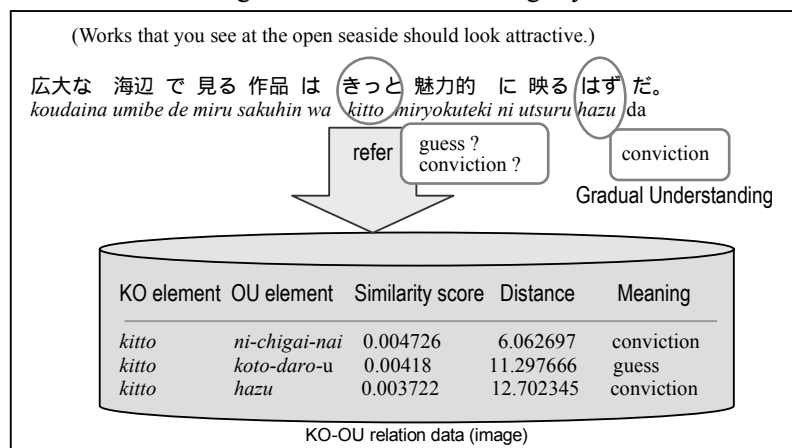 (Works that you see at the open seaside should look attractive.)
広大な 海辺 で 見る 作品 は きっと 魅力的 に 映る はず だ。
koudaina umibe de miru sakuhin wa kitto miryokuteki ni utsuru hazu da
refer
guess ?
conviction ?
conviction
Gradual Understanding
KO element OU element Similarity score Distance Meaning
kitto ni-chigai-nai 0.004726 6.062697 conviction
kitto koto-daro-u 0.00418 11.297666 guess
kitto hazu 0.003722 12.702345 conviction
KO-OU relation data (image)